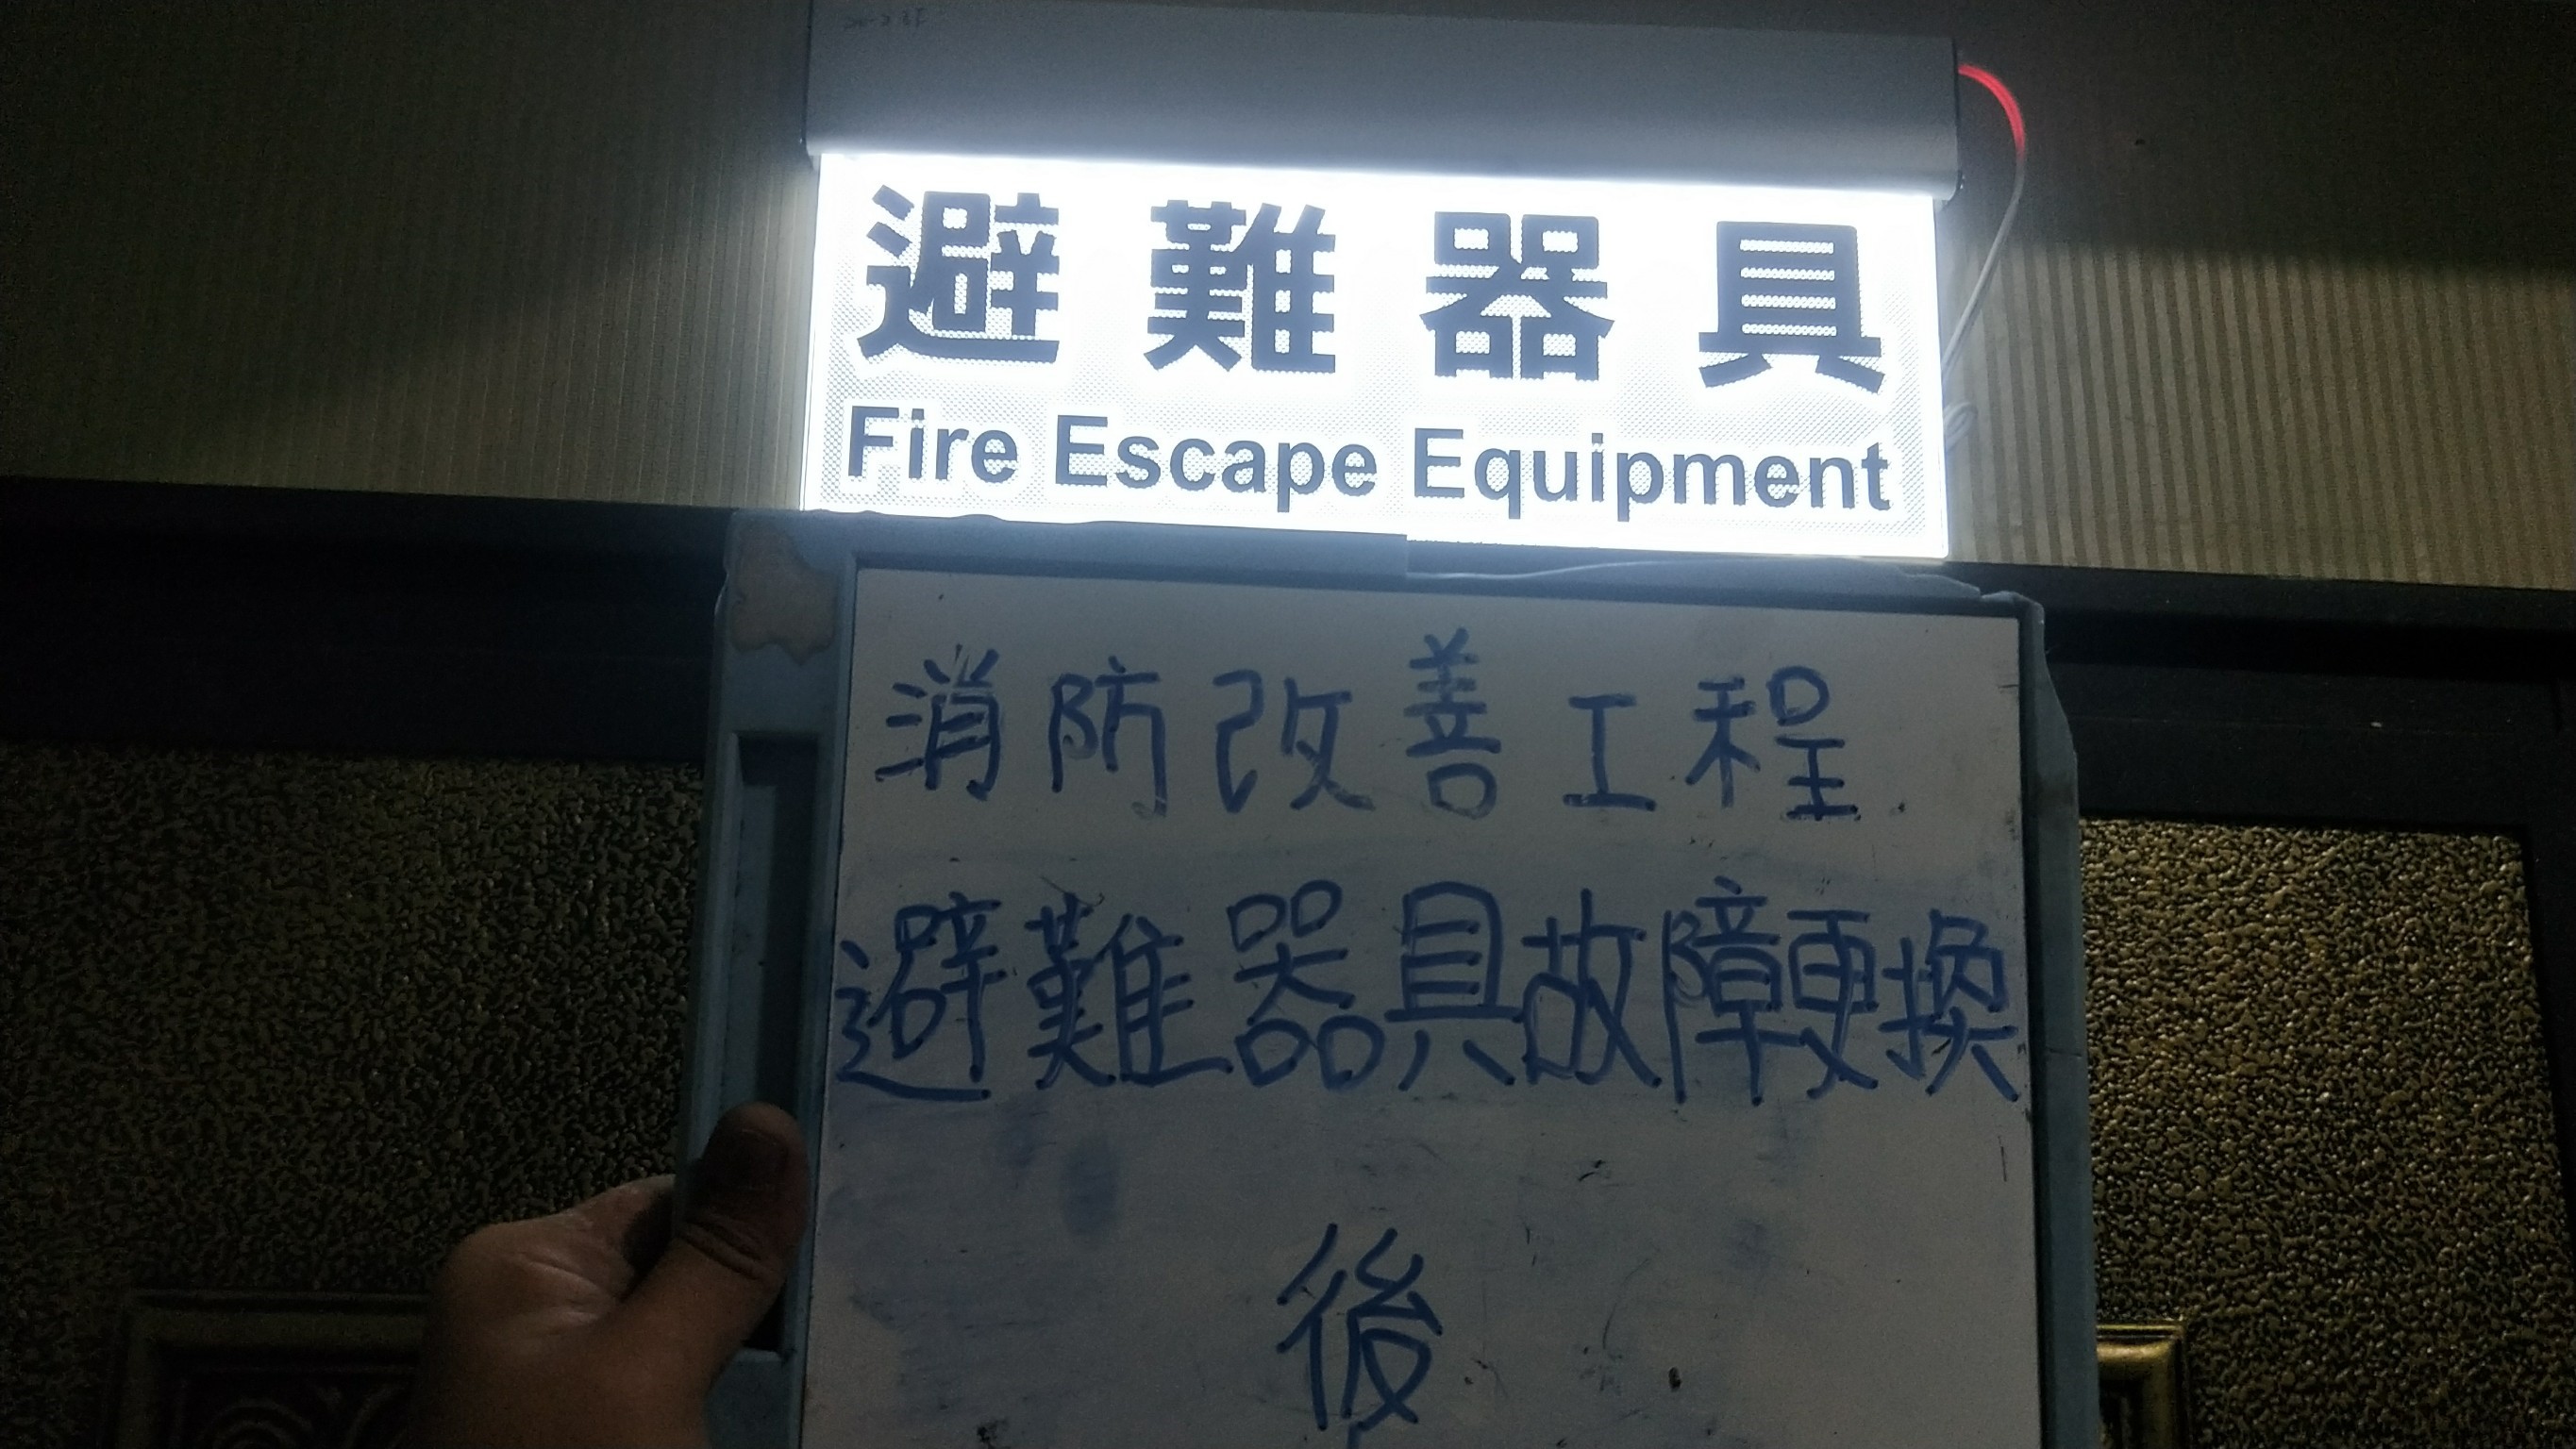 避難器具
Fire Escape Equipment
消防改善工程
避難器具故障更換
後